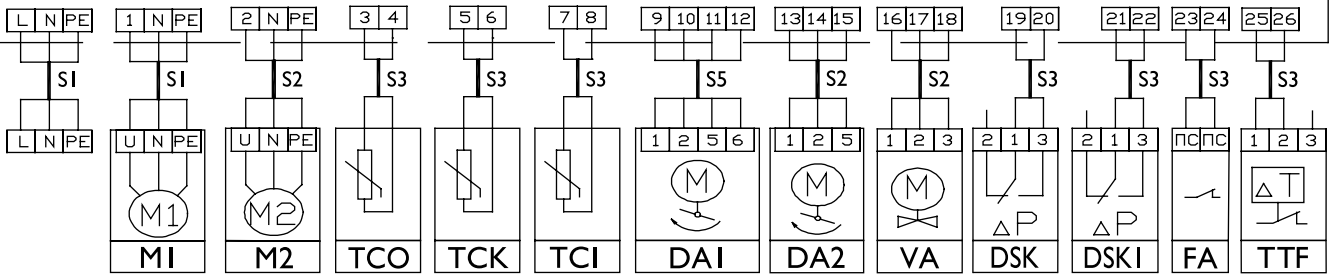 L N PE 1 N PE 2 N PE 3 4 5 6 7 8 9 10 11 12 13 14 15 16 17 18 19 20 21 22 23 24 25 26
S1 S1 S2 S3 S3 S3 S5 S2 S2 S3 S3 S3 S3
L N PE U N PE U N PE 1 2 5 6 1 2 5 1 2 3 2 1 3 2 1 3 ПС ПС 1 2 3
M1 M2 M M M ΔP ΔP ΔT
M1 M2 TCO TCK TCI DA1 DA2 VA DSK DSK1 FA TTF